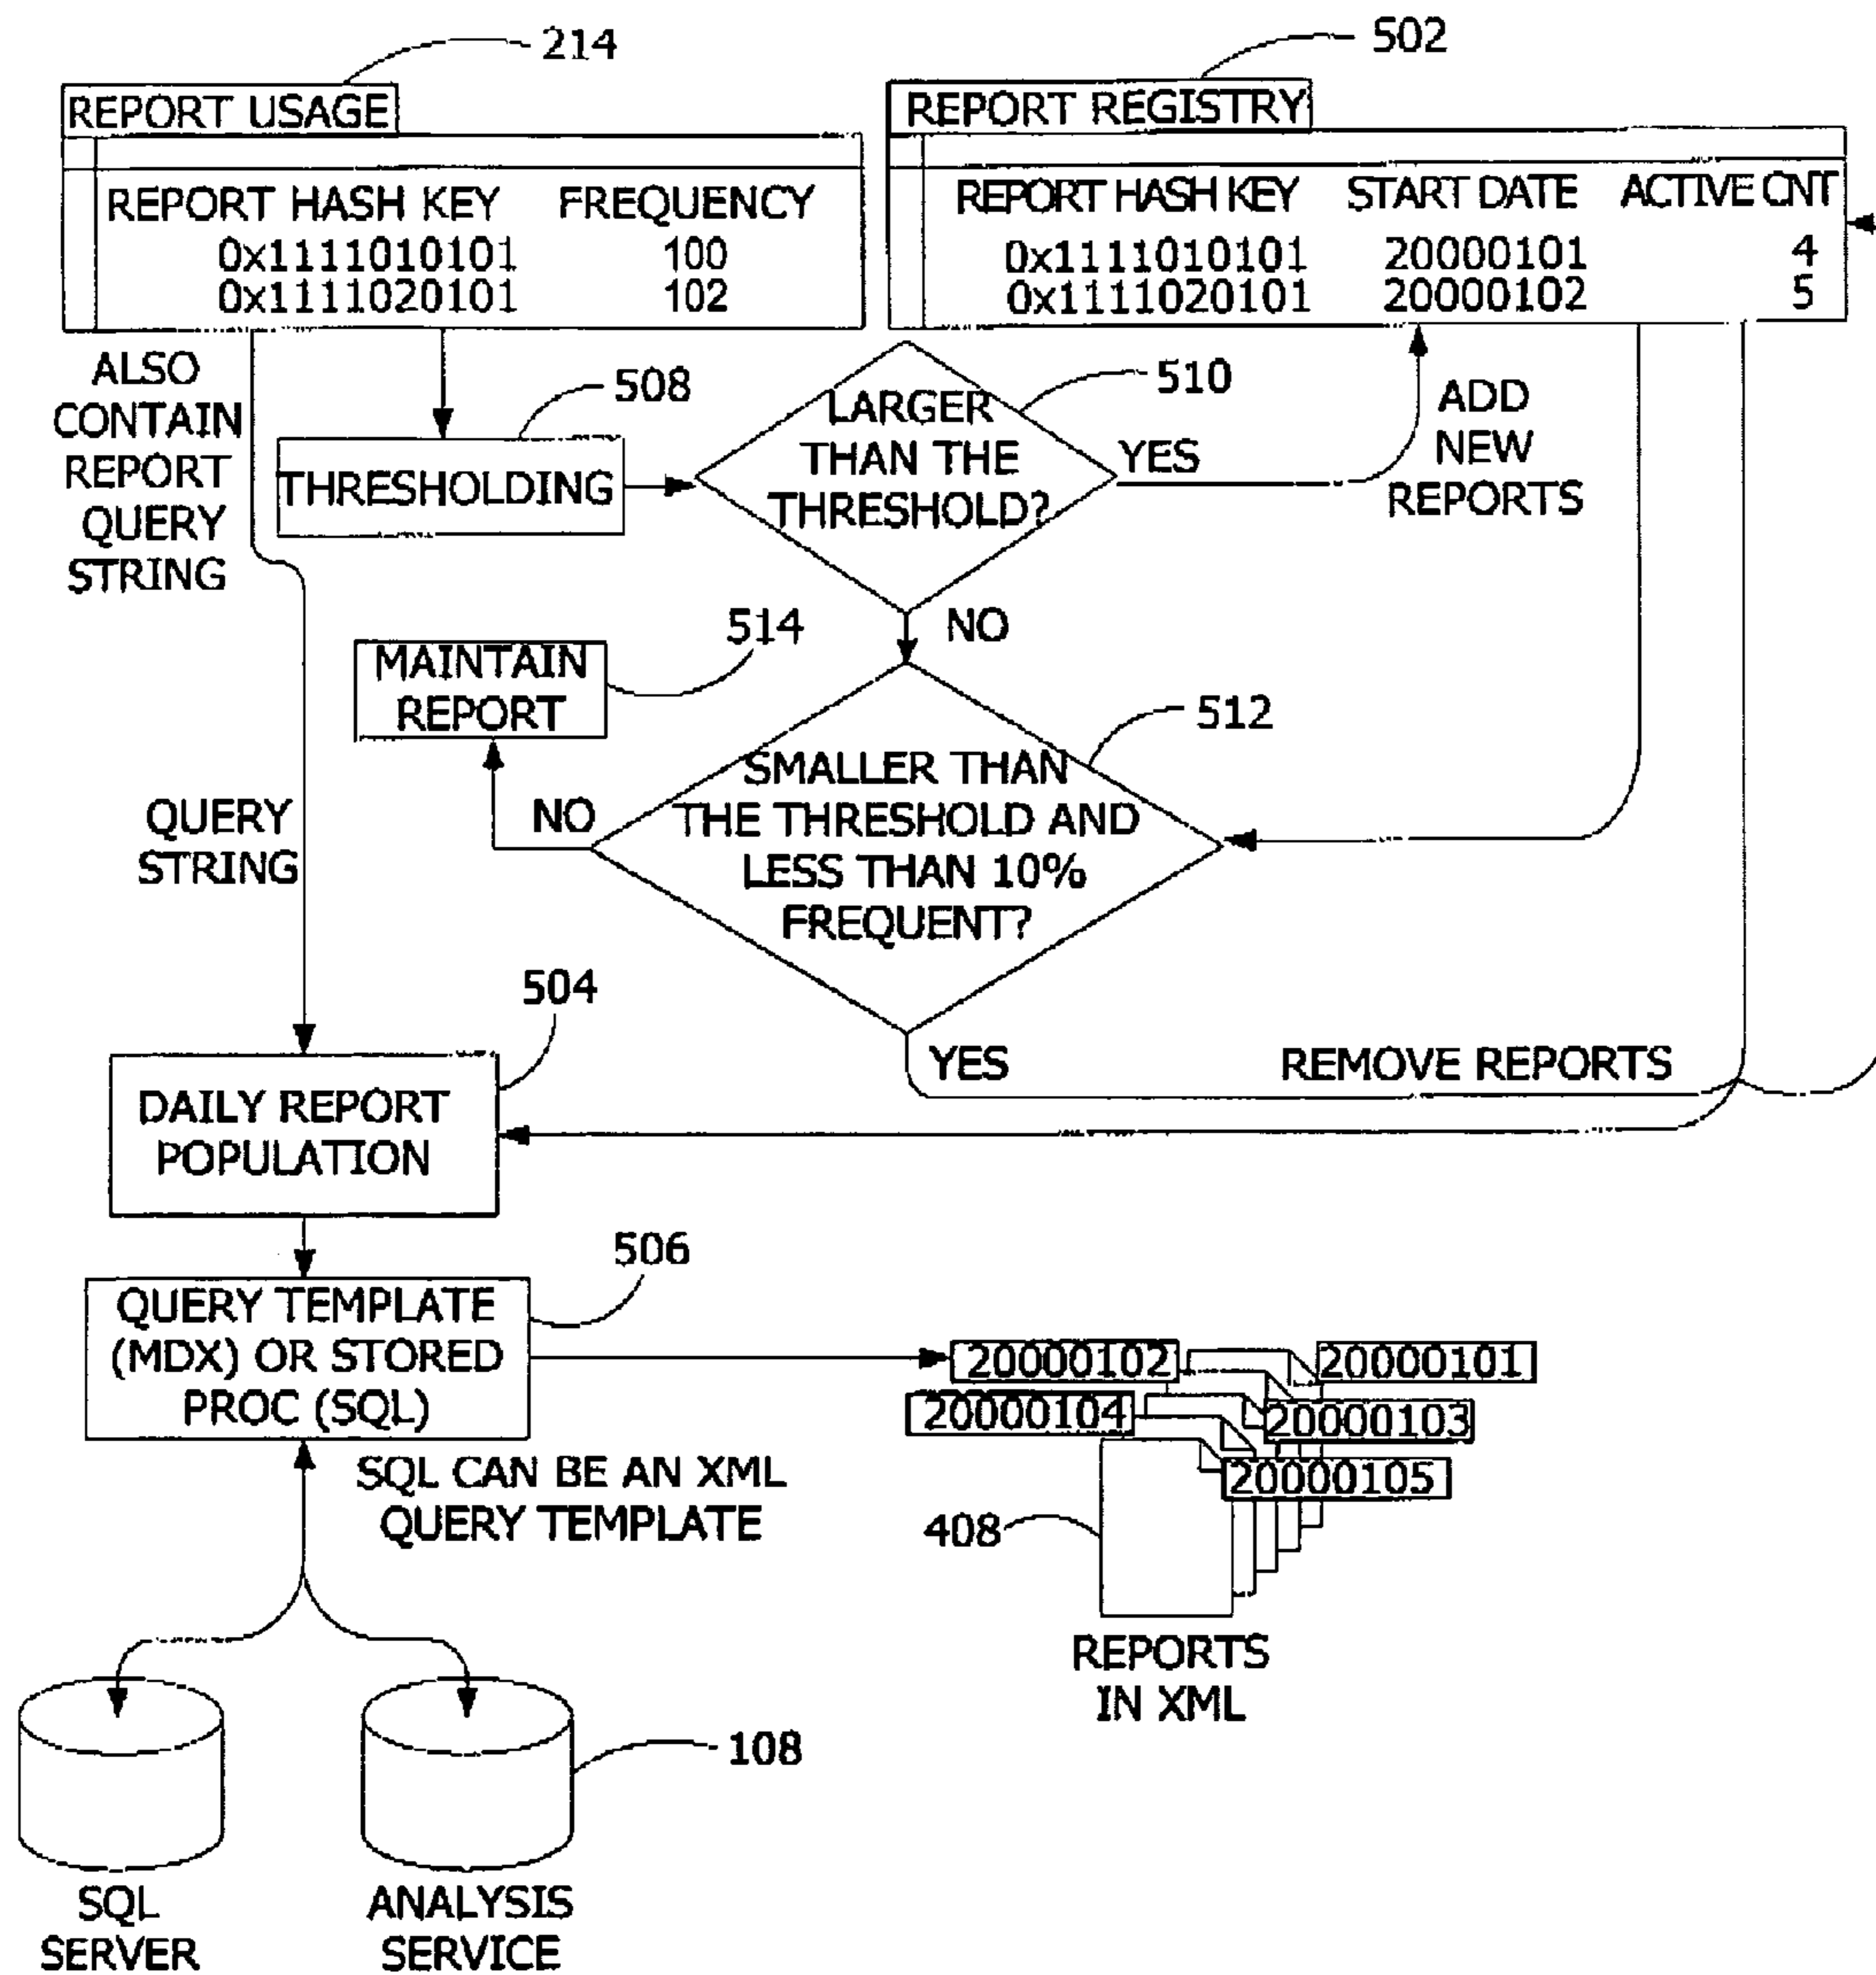 214
502
REPORT USAGE
REPORT REGISTRY
REPORT HASH KEY FREQUENCY
0x1111010101 100
0x1111020101 102
REPORT HASH KEY START DATE ACTIVE CNT
0x1111010101 20000101 4
0x1111020101 20000102 5
ALSO
CONTAIN
REPORT
QUERY
STRING
508
THRESHOLDING
510
LARGER
THAN THE
THRESHOLD?
YES
ADD
NEW
REPORTS
NO
514
MAINTAIN
REPORT
512
SMALLER THAN
THE THRESHOLD AND
LESS THAN 10%
FREQUENT?
NO
QUERY
STRING
YES
REMOVE REPORTS
504
DAILY REPORT
POPULATION
506
QUERY TEMPLATE
(MDX) OR STORED
PROC (SQL)
SQL CAN BE AN XML
QUERY TEMPLATE
20000102
20000101
20000104
20000103
20000105
408
REPORTS
IN XML
108
SQL
SERVER
ANALYSIS
SERVICE